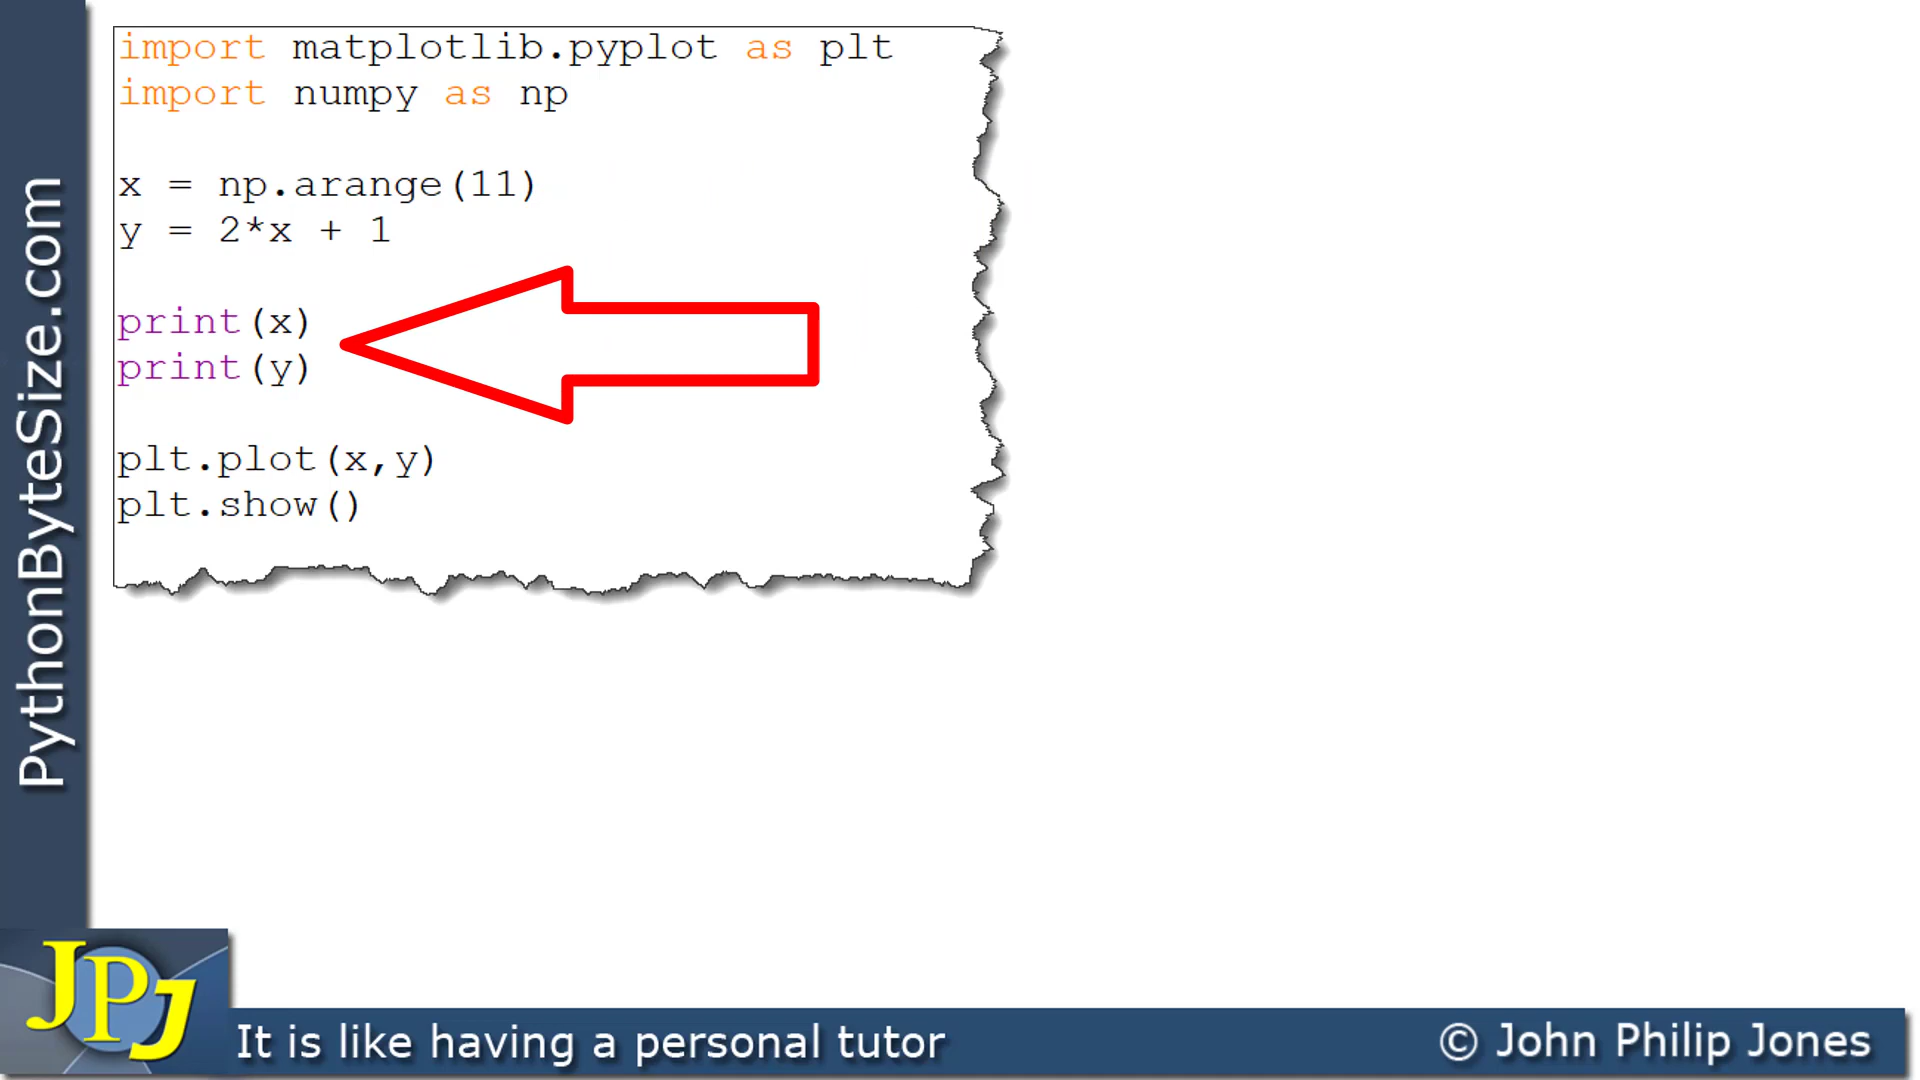 import matplotlib.pyplot as plt
import numpy as np
x = np.arange(11)
y = 2*x + 1
print(x)
print(y)
plt.plot(x,y)
plt.show()
PythonByteSize.com
JPJ
It is like having a personal tutor
© John Philip Jones